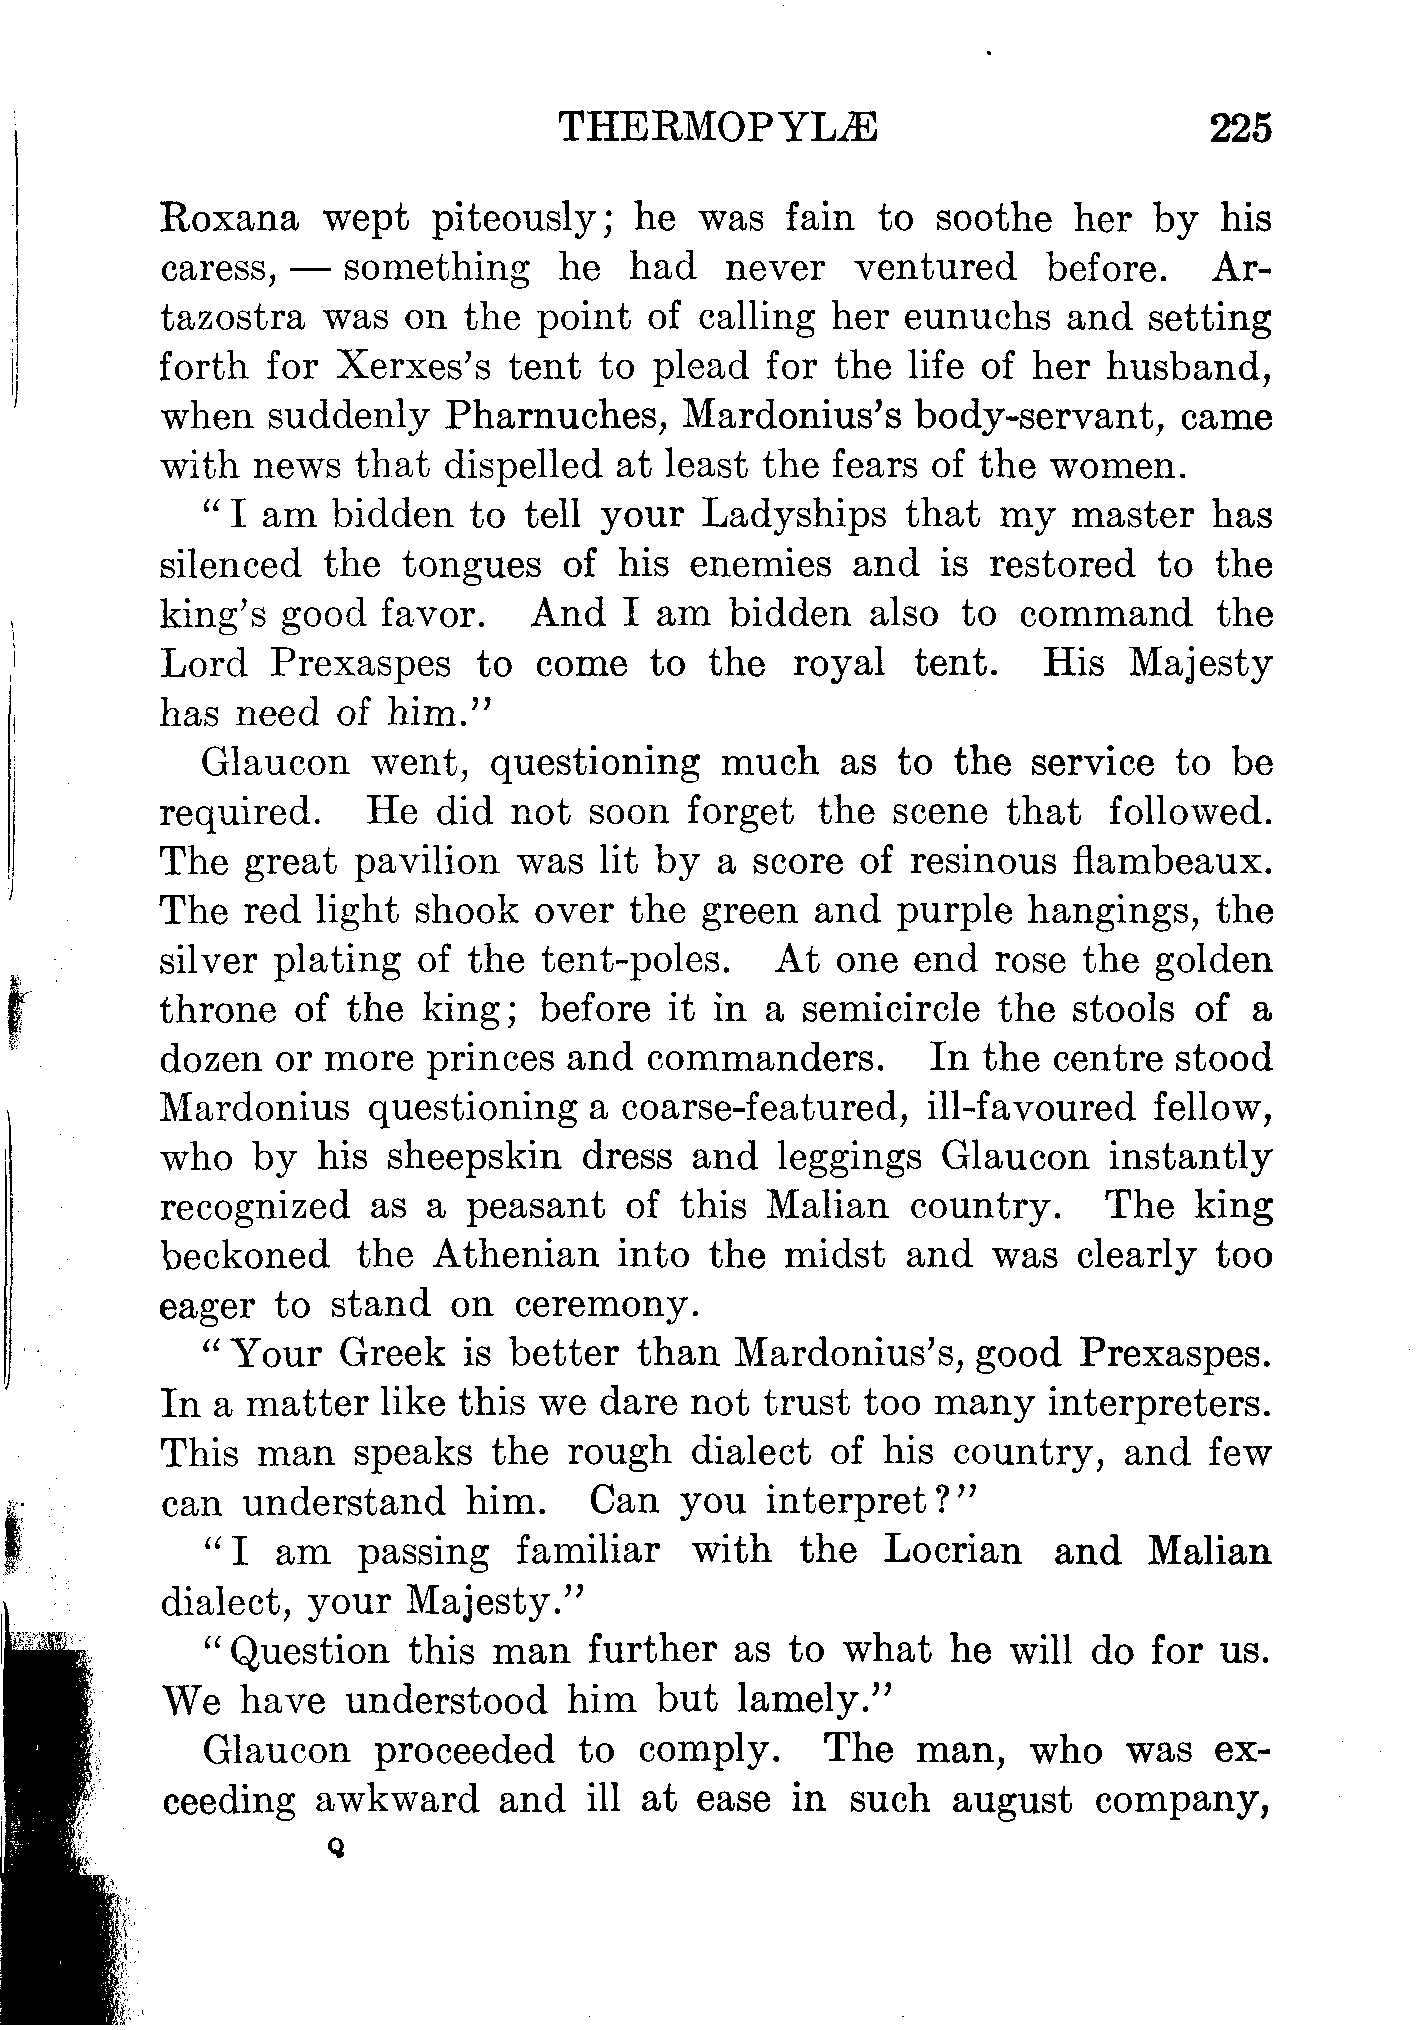 THERMOPYLÆ 225
Roxana wept piteously; he was fain to soothe her by his
caress, — something he had never ventured before. Ar-
tazostra was on the point of calling her eunuchs and setting
forth for Xerxes's tent to plead for the life of her husband,
when suddenly Pharnuches, Mardonius's body-servant, came
with news that dispelled at least the fears of the women.
"I am bidden to tell your Ladyships that my master has
silenced the tongues of his enemies and is restored to the
king's good favor. And I am bidden also to command the
Lord Prexaspes to come to the royal tent. His Majesty
has need of him."
Glaucon went, questioning much as to the service to be
required. He did not soon forget the scene that followed.
The great pavilion was lit by a score of resinous flambeaux.
The red light shook over the green and purple hangings, the
silver plating of the tent-poles. At one end rose the golden
throne of the king; before it in a semicircle the stools of a
dozen or more princes and commanders. In the centre stood
Mardonius questioning a coarse-featured, ill-favoured fellow,
who by his sheepskin dress and leggings Glaucon instantly
recognized as a peasant of this Malian country. The king
beckoned the Athenian into the midst and was clearly too
eager to stand on ceremony.
"Your Greek is better than Mardonius's, good Prexaspes.
In a matter like this we dare not trust too many interpreters.
This man speaks the rough dialect of his country, and few
can understand him. Can you interpret?"
"I am passing familiar with the Locrian and Malian
dialect, your Majesty."
"Question this man further as to what he will do for us.
We have understood him but lamely."
Glaucon proceeded to comply. The man, who was ex-
ceeding awkward and ill at ease in such august company,
Q